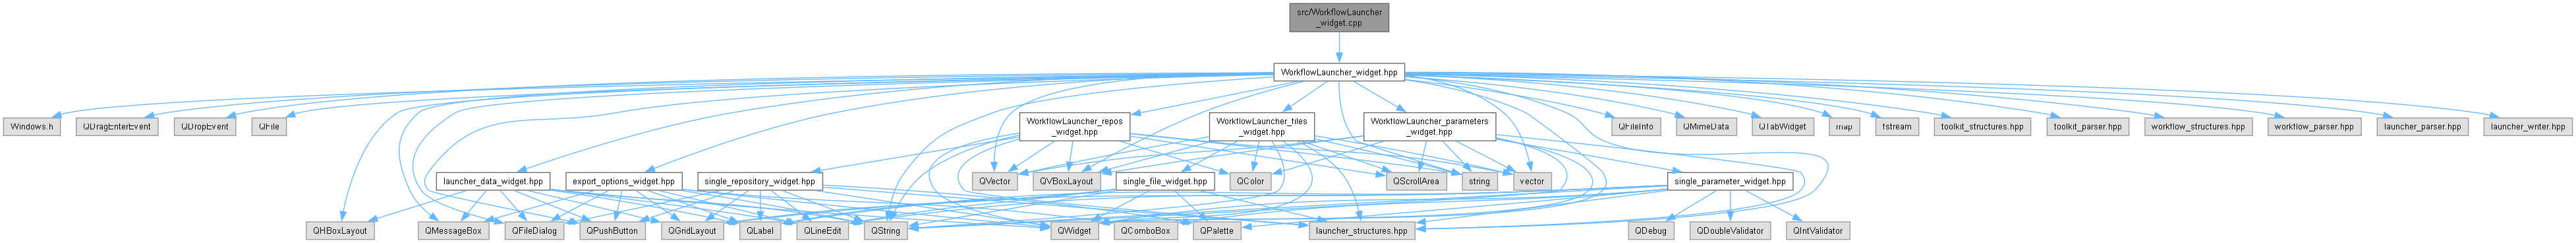 src/WorkflowLauncher
_widget.cpp
WorkflowLauncher_widget.hpp
Windows.h
QDragEnterEvent
QDropEvent
QFile
WorkflowLauncher_repos
_widget.hpp
WorkflowLauncher_files
_widget.hpp
WorkflowLauncher_parameters
_widget.hpp
QFileInfo
QMimeData
QTabWidget
map
fstream
toolkit_structures.hpp
toolkit_parser.hpp
workflow_structures.hpp
workflow_parser.hpp
launcher_parser.hpp
launcher_writer.hpp
launcher_data_widget.hpp
export_options_widget.hpp
single_repository_widget.hpp
QVector
QVBoxLayout
single_file_widget.hpp
QColor
QScrollArea
string
vector
single_parameter_widget.hpp
QHBoxLayout
QMessageBox
QFileDialog
QPushButton
QGridLayout
QLabel
QLineEdit
QString
QWidget
QComboBox
QPalette
launcher_structures.hpp
QDebug
QDoubleValidator
QIntValidator